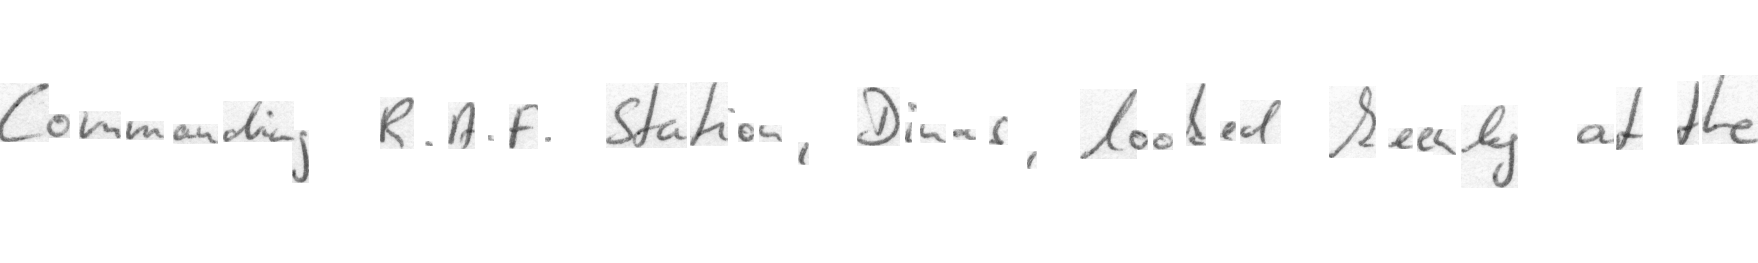 Commanding R.A.F. Station, Dinas, looked keenly at the